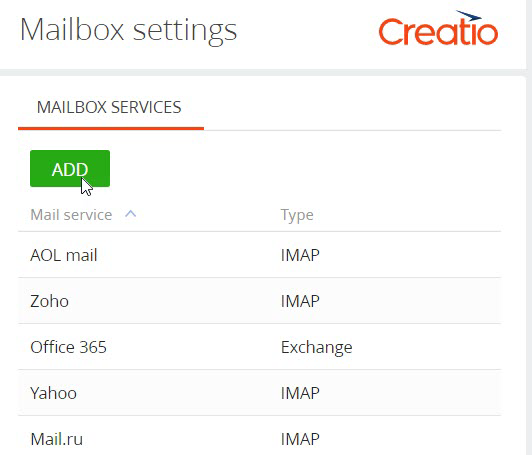 Mailbox settings
Creatio
MAILBOX SERVICES
ADD
Mail service Type
AOL mail IMAP
Zoho IMAP
Office 365 Exchange
Yahoo IMAP
Mail.ru IMAP